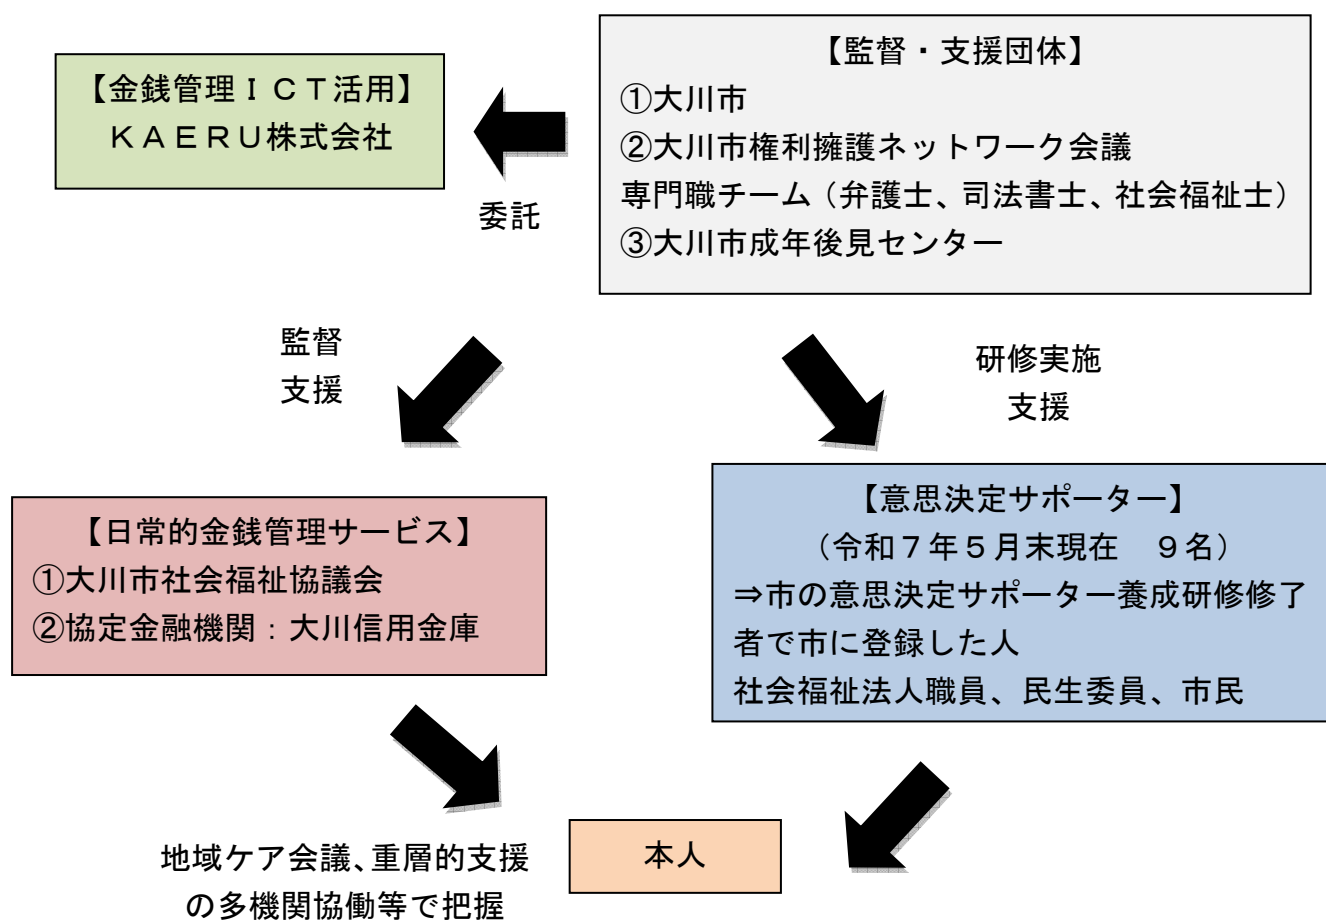 【金銭管理ＩＣＴ活用】
ＫＡＥＲＵ株式会社
委託
【監督・支援団体】
①大川市
②大川市権利擁護ネットワーク会議
専門職チーム（弁護士、司法書士、社会福祉士）
③大川市成年後見センター
監督
支援
研修実施
支援
【日常的金銭管理サービス】
①大川市社会福祉協議会
②協定金融機関：大川信用金庫
【意思決定サポーター】
（令和７年５月末現在　９名）
⇒市の意思決定サポーター養成研修修了
者で市に登録した人
社会福祉法人職員、民生委員、市民
地域ケア会議、重層的支援
の多機関協働等で把握
本人